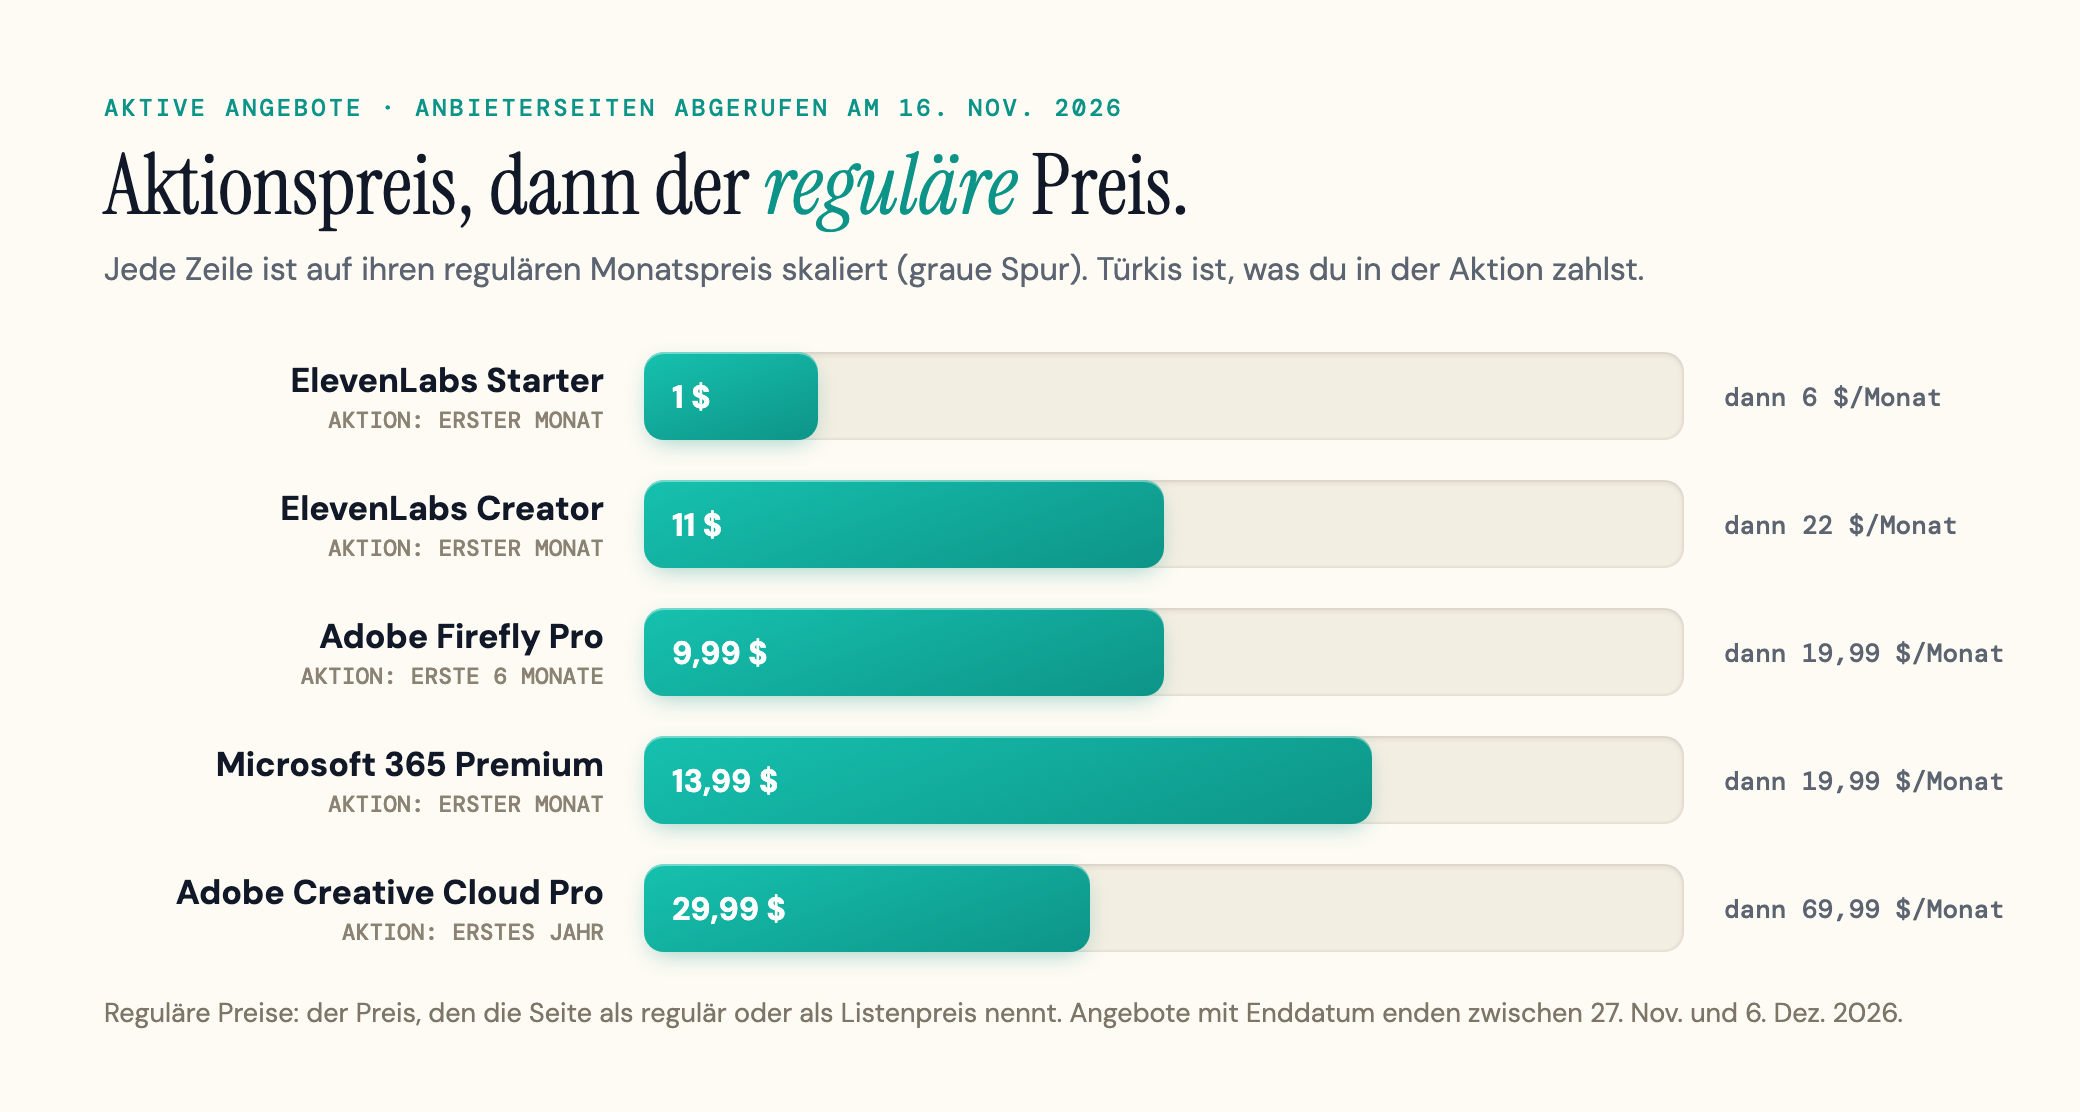 AKTIVE ANGEBOTE · ANBIETERSEITEN ABGERUFEN AM 16. NOV. 2026
Aktionspreis, dann der reguläre Preis.
Jede Zeile ist auf ihren regulären Monatspreis skaliert (graue Spur). Türkis ist, was du in der Aktion zahlst.
ElevenLabs Starter
AKTION: ERSTER MONAT
1 $
dann 6 $/Monat
ElevenLabs Creator
AKTION: ERSTER MONAT
11 $
dann 22 $/Monat
Adobe Firefly Pro
AKTION: ERSTE 6 MONATE
9,99 $
dann 19,99 $/Monat
Microsoft 365 Premium
AKTION: ERSTER MONAT
13,99 $
dann 19,99 $/Monat
Adobe Creative Cloud Pro
AKTION: ERSTES JAHR
29,99 $
dann 69,99 $/Monat
Reguläre Preise: der Preis, den die Seite als regulär oder als Listenpreis nennt. Angebote mit Enddatum enden zwischen 27. Nov. und 6. Dez. 2026.